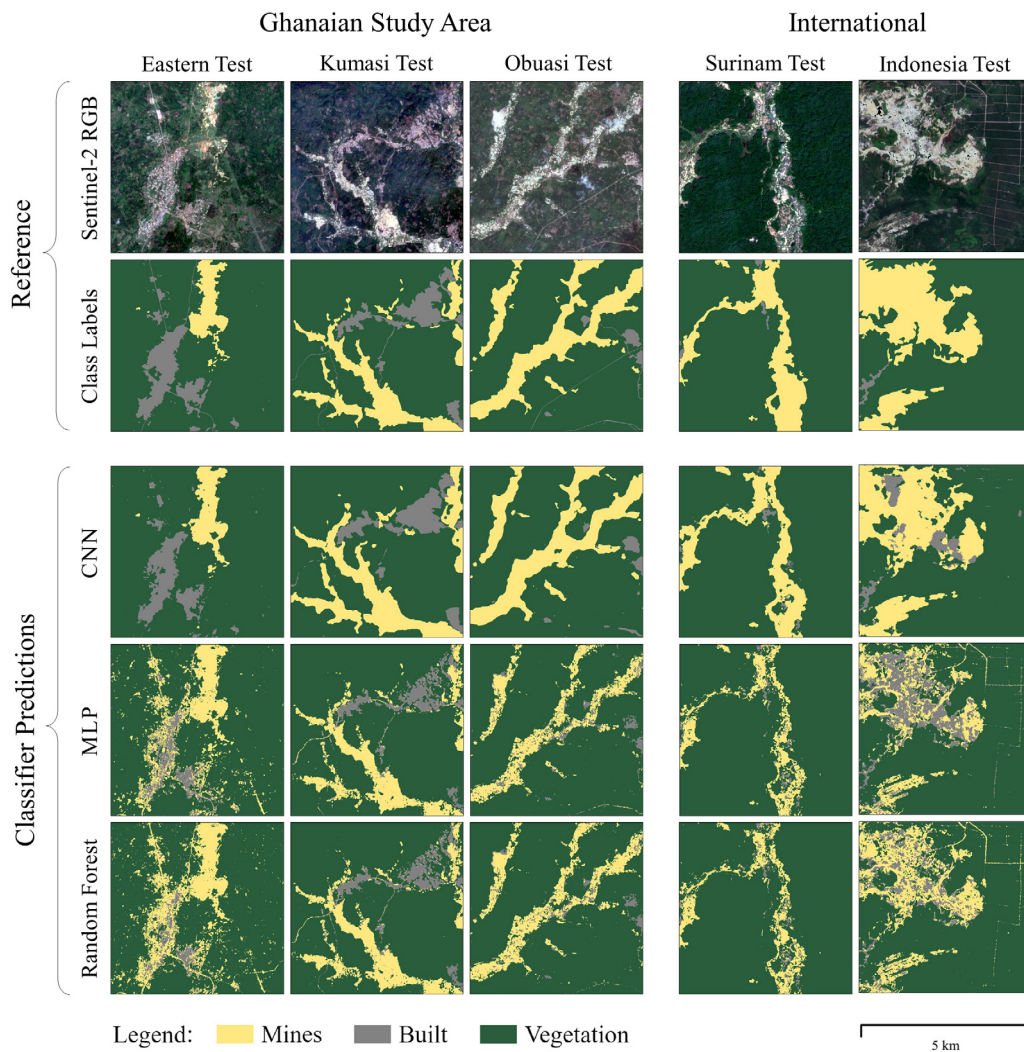 Ghanaian Study Area
International
Eastern Test
Kumasi Test
Obuasi Test
Surinam Test
Indonesia Test
Reference
Sentinel-2 RGB
Class Labels
Classifier Predictions
CNN
MLP
Random Forest
Legend:
Mines
Built
Vegetation
5 km